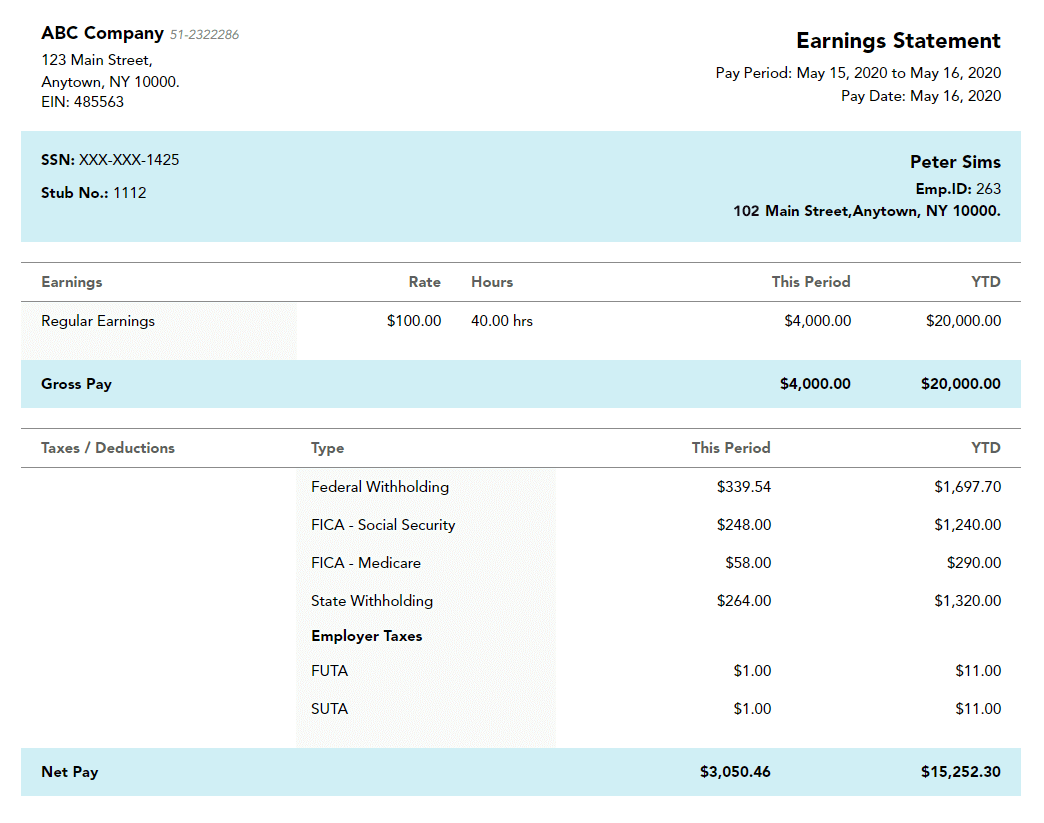 ABC Company 51-2322286
123 Main Street,
Anytown, NY 10000.
EIN: 485563
Earnings Statement
Pay Period: May 15, 2020 to May 16, 2020
Pay Date: May 16, 2020
SSN: XXX-XXX-1425
Stub No.: 1112
Peter Sims
Emp.ID: 263
102 Main Street,Anytown, NY 10000.
Earnings Rate Hours This Period YTD
Regular Earnings $100.00 40.00 hrs $4,000.00 $20,000.00
Gross Pay $4,000.00 $20,000.00
Taxes / Deductions Type This Period YTD
Federal Withholding $339.54 $1,697.70
FICA - Social Security $248.00 $1,240.00
FICA - Medicare $58.00 $290.00
State Withholding $264.00 $1,320.00
Employer Taxes
FUTA $1.00 $11.00
SUTA $1.00 $11.00
Net Pay $3,050.46 $15,252.30